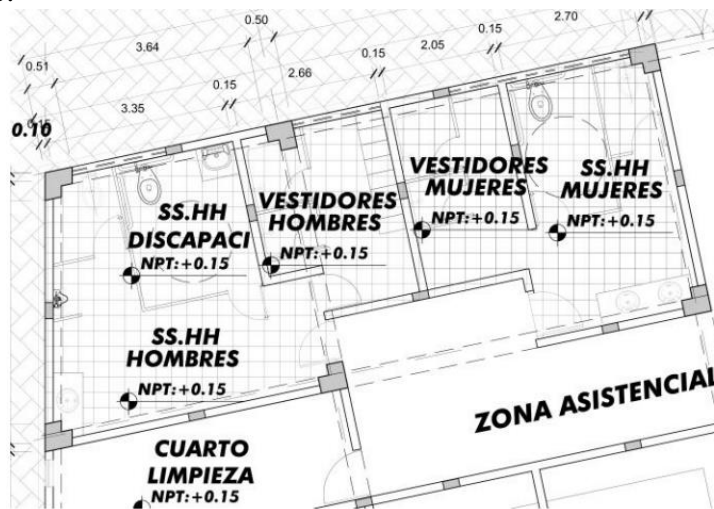 0.50
2.70
3.64
0.15
0.51
2.05
0.15
2.66
0.15
3.35
0.10
VESTIDORES
MUJERES
NPT:+0.15
SS.HH
MUJERES
NPT:+0.15
VESTIDORES
HOMBRES
NPT:+0.15
SS.HH
DISCAPACI
NPT:+0.15
SS.HH
HOMBRES
NPT:+0.15
ZONA ASISTENCIAL
CUARTO
LIMPIEZA
NPT:+0.15